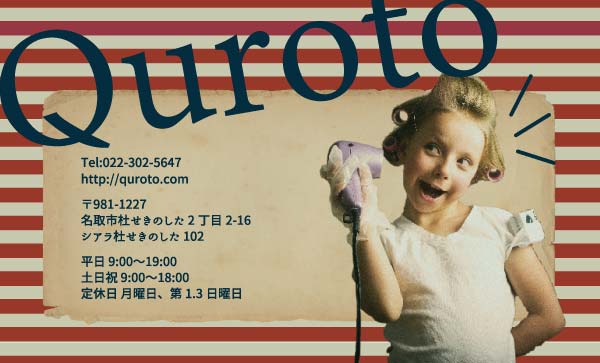 Quroto
Tel:022-302-5647
http://quroto.com
〒981-1227
名取市杜せきのした2丁目2-16
シアラ杜せきのした102
平日 9:00〜19:00
土日祝 9:00〜18:00
定休日 月曜日、第1.3日曜日